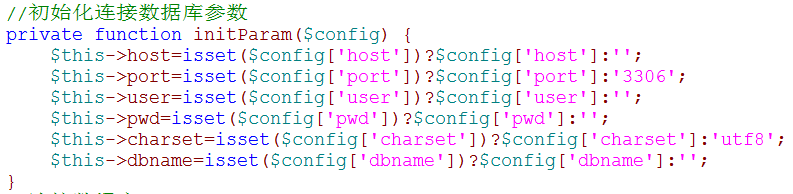 //初始化连接数据库参数
private function initParam($config) {
    $this->host=isset($config['host'])?$config['host']:'';
    $this->port=isset($config['port'])?$config['port']:'3306';
    $this->user=isset($config['user'])?$config['user']:'';
    $this->pwd=isset($config['pwd'])?$config['pwd']:'';
    $this->charset=isset($config['charset'])?$config['charset']:'utf8';
    $this->dbname=isset($config['dbname'])?$config['dbname']:'';
}